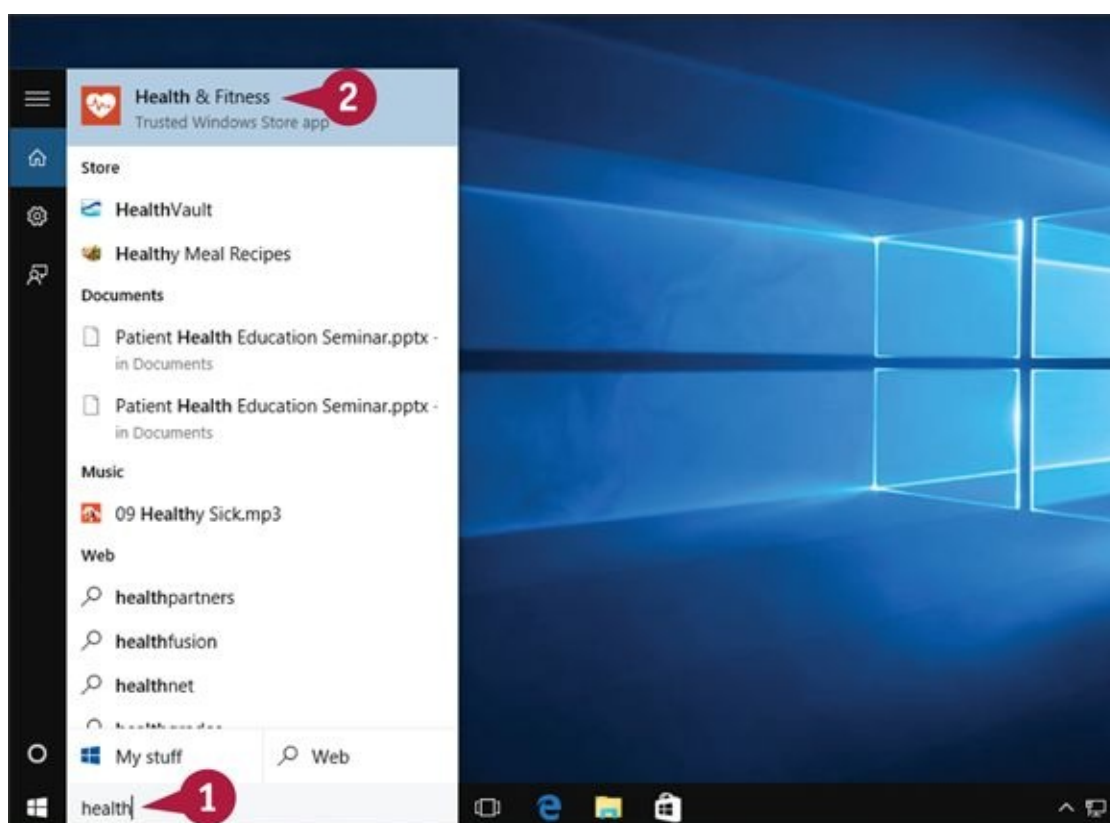 Health & Fitness
2
Trusted Windows Store app
Store
HealthVault
Healthy Meal Recipes
Documents
Patient Health Education Seminar.pptx -
in Documents
Patient Health Education Seminar.pptx -
in Documents
Music
09 Healthy Sick.mp3
Web
healthpartners
healthfusion
healthnet
My stuff
Web
health
1